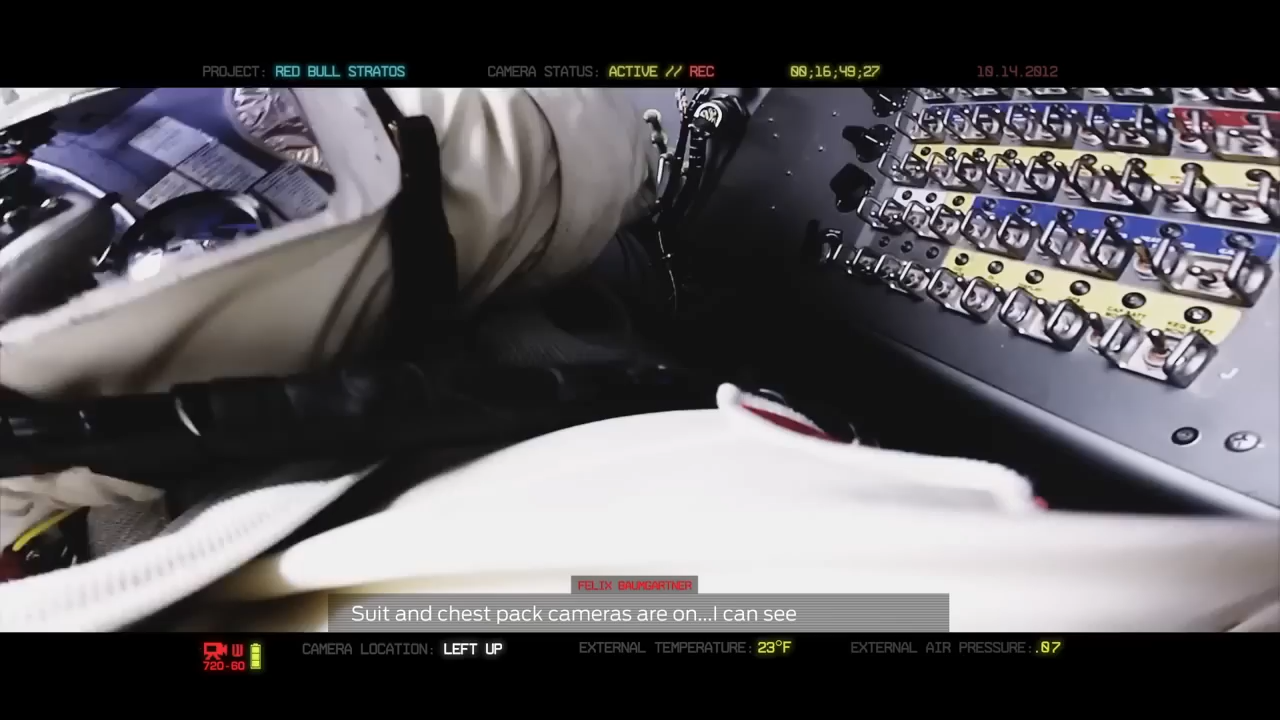 PROJECT: RED BULL STRATOS
CAMERA STATUS: ACTIVE // REC
00;16;49;27
10.14.2012
FELIX BAUMGARTNER
Suit and chest pack cameras are on...I can see
W
720-60
CAMERA LOCATION: LEFT UP
EXTERNAL TEMPERATURE: 23°F
EXTERNAL AIR PRESSURE: .07